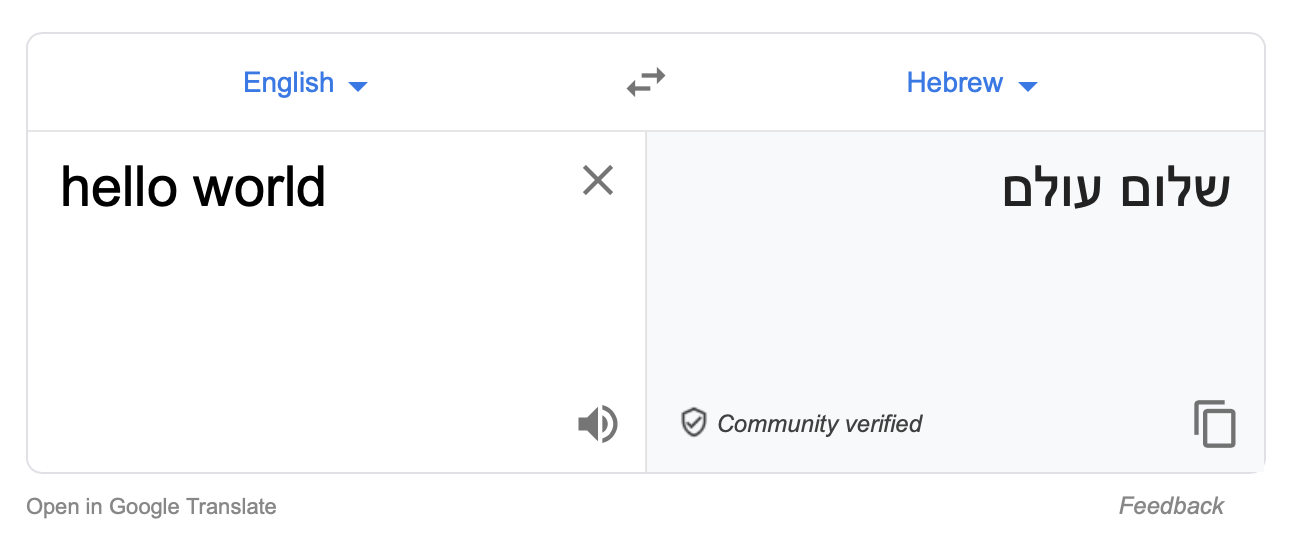 English
Hebrew
hello world
שלום עולם
Community verified
Open in Google Translate
Feedback